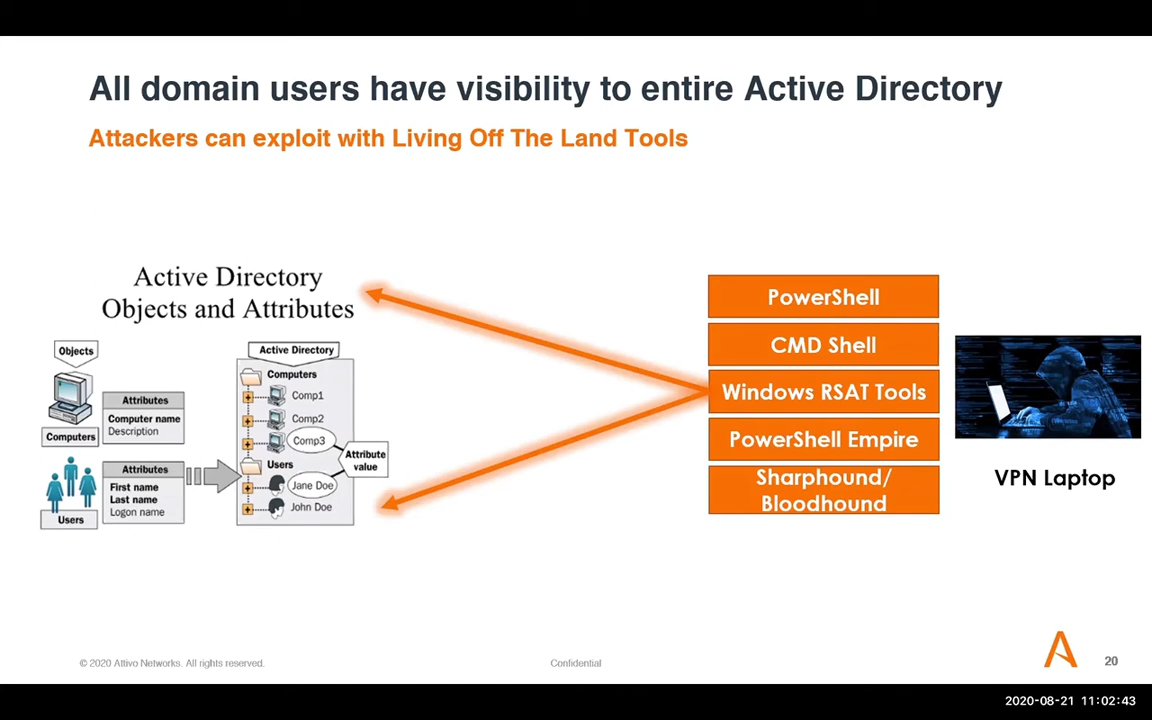 All domain users have visibility to entire Active Directory
Attackers can exploit with Living Off The Land Tools
Active Directory
Objects and Attributes
Objects
Computers
Attributes
Computer name
Description
Users
Attributes
First name
Last name
Logon name
Active Directory
Computers
Comp1
Comp2
Comp3
Users
Jane Doe
John Doe
Attribute
value
PowerShell
CMD Shell
Windows RSAT Tools
PowerShell Empire
Sharphound/
Bloodhound
VPN Laptop
© 2020 Attivo Networks. All rights reserved.
Confidential
20
2020-08-21 11:02:43